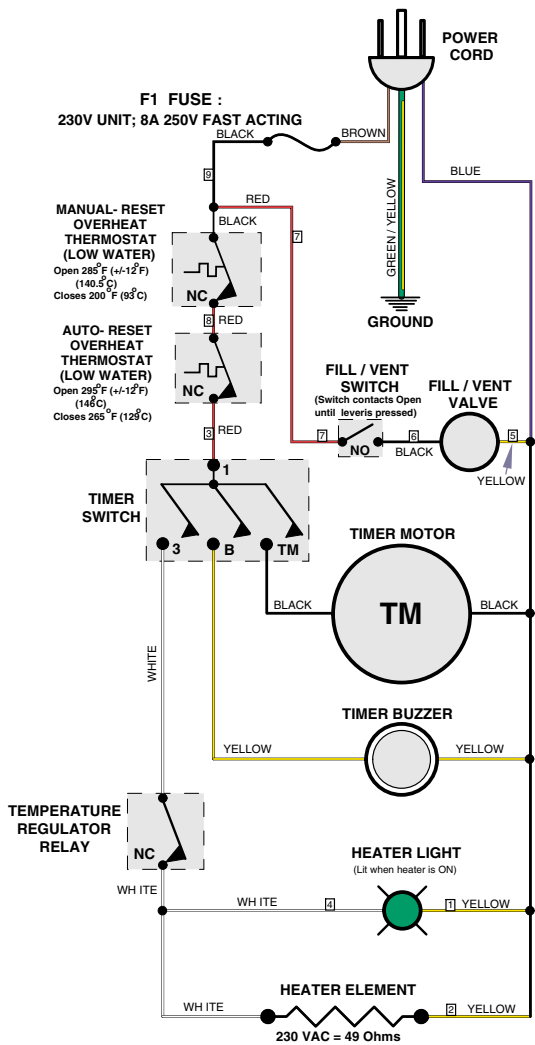 POWER
CORD
F1 FUSE :
230V UNIT; 8A 250V FAST ACTING
BLACK
BROWN
BLUE
9
RED
GREEN / YELLOW
MANUAL- RESET
OVERHEAT
THERMOSTAT
(LOW WATER)
Open 285°F (+/-12°F)
(140.5°C)
Closes 200 °F (93°C)
BLACK
7
NC
GROUND
8 RED
AUTO- RESET
OVERHEAT
THERMOSTAT
(LOW WATER)
Open 295°F (+/-12°F)
(146°C)
Closes 265 °F (129°C)
NC
FILL / VENT
SWITCH
(Switch contacts Open
until leveris pressed)
FILL / VENT
VALVE
3 RED
7
NO
6
BLACK
5
YELLOW
TIMER
SWITCH
1
3
B
TM
TIMER MOTOR
BLACK
TM
BLACK
WHITE
TIMER BUZZER
YELLOW
YELLOW
TEMPERATURE
REGULATOR
RELAY
NC
HEATER LIGHT
(Lit when heater is ON)
WH ITE
WH ITE
4
1 YELLOW
HEATER ELEMENT
WH ITE
2 YELLOW
230 VAC = 49 Ohms